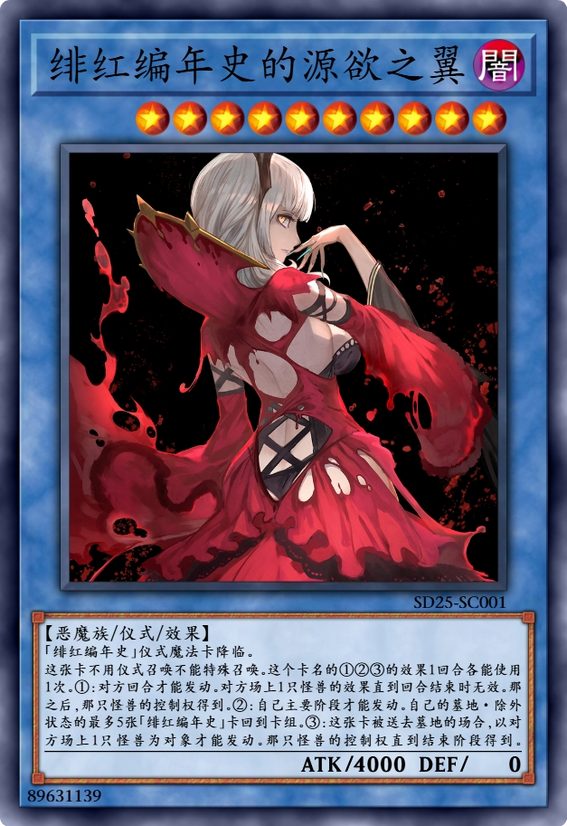 绯红编年史的源欲之翼
闇
SD25-SC001
【恶魔族/仪式/效果】
「绯红编年史」仪式魔法卡降临。
这张卡不用仪式召唤不能特殊召唤。这个卡名的①②③的效果1回合各能使用
1次。①:对方回合才能发动。对方场上1只怪兽的效果直到回合结束时无效。那
之后,那只怪兽的控制权得到。②:自己主要阶段才能发动。自己的墓地·除外
状态的最多5张「绯红编年史」卡回到卡组。③:这张卡被送去墓地的场合,以对
方场上1只怪兽为对象才能发动。那只怪兽的控制权直到结束阶段得到。
ATK/4000 DEF/ 0
89631139